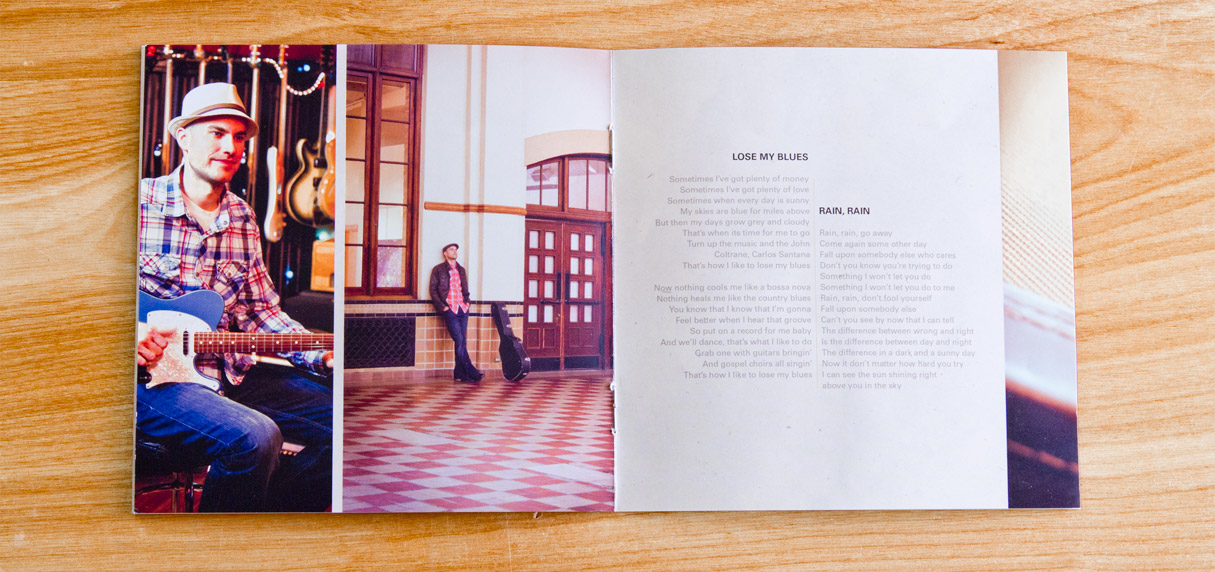 LOSE MY BLUES
Sometimes I've got plenty of money
Sometimes I've got plenty of love
Sometimes when every day is sunny
My skies are blue for miles above
But then my days grow grey and cloudy
That's when its time for me to go
Turn up the music and the John
Coltrane, Carlos Santana
That's how I like to lose my blues
Now nothing cools me like a bossa nova
Nothing heals me like the country blues
You know that I know that I'm gonna
Feel better when I hear that groove
So put on a record for me baby
And we'll dance, that's what I like to do
Grab one with guitars bringin'
And gospel choirs all singin'
That's how I like to lose my blues
RAIN, RAIN
Rain, rain, go away
Come again some other day
Fall upon somebody else who cares
Don't you know you're trying to do
Something I won't let you do
Something I won't let you do to me
Rain, rain, don't fool yourself
Fall upon somebody else
Can't you see by now that I can tell
The difference between wrong and right
Is the difference between day and night
The difference in a dark and a sunny day
Now it don't matter how hard you try
I can see the sun shining right
above you in the sky